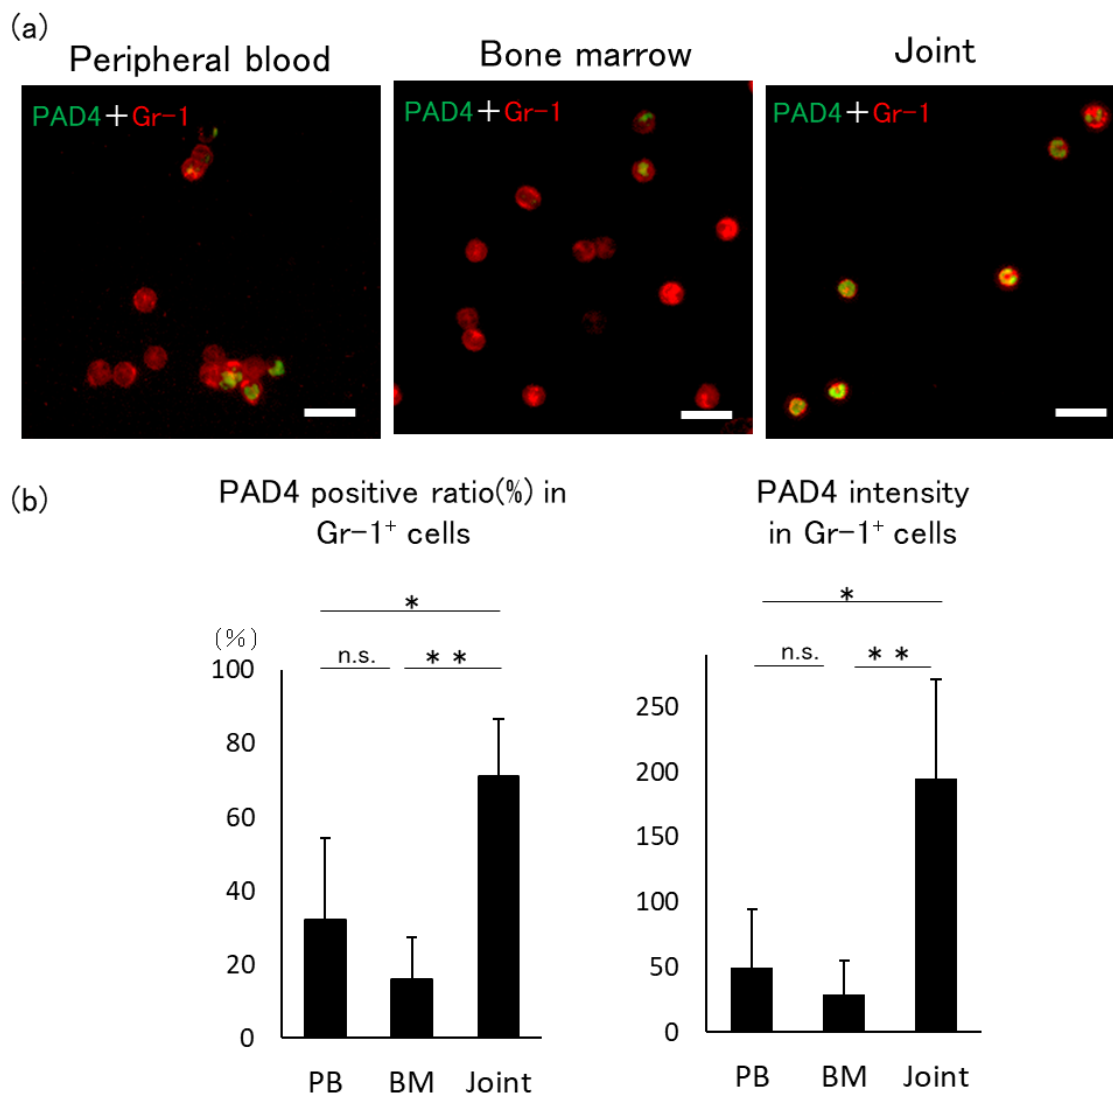 (a)
Peripheral blood
Bone marrow
Joint
PAD4+Gr-1
PAD4+Gr-1
PAD4+Gr-1
(b)
PAD4 positive ratio(%) in
Gr-1⁺ cells
PAD4 intensity
in Gr-1⁺ cells
(%)
*
n.s.
* *
100
80
60
40
20
0
PB
BM
Joint
*
n.s.
* *
250
200
150
100
50
0
PB
BM
Joint